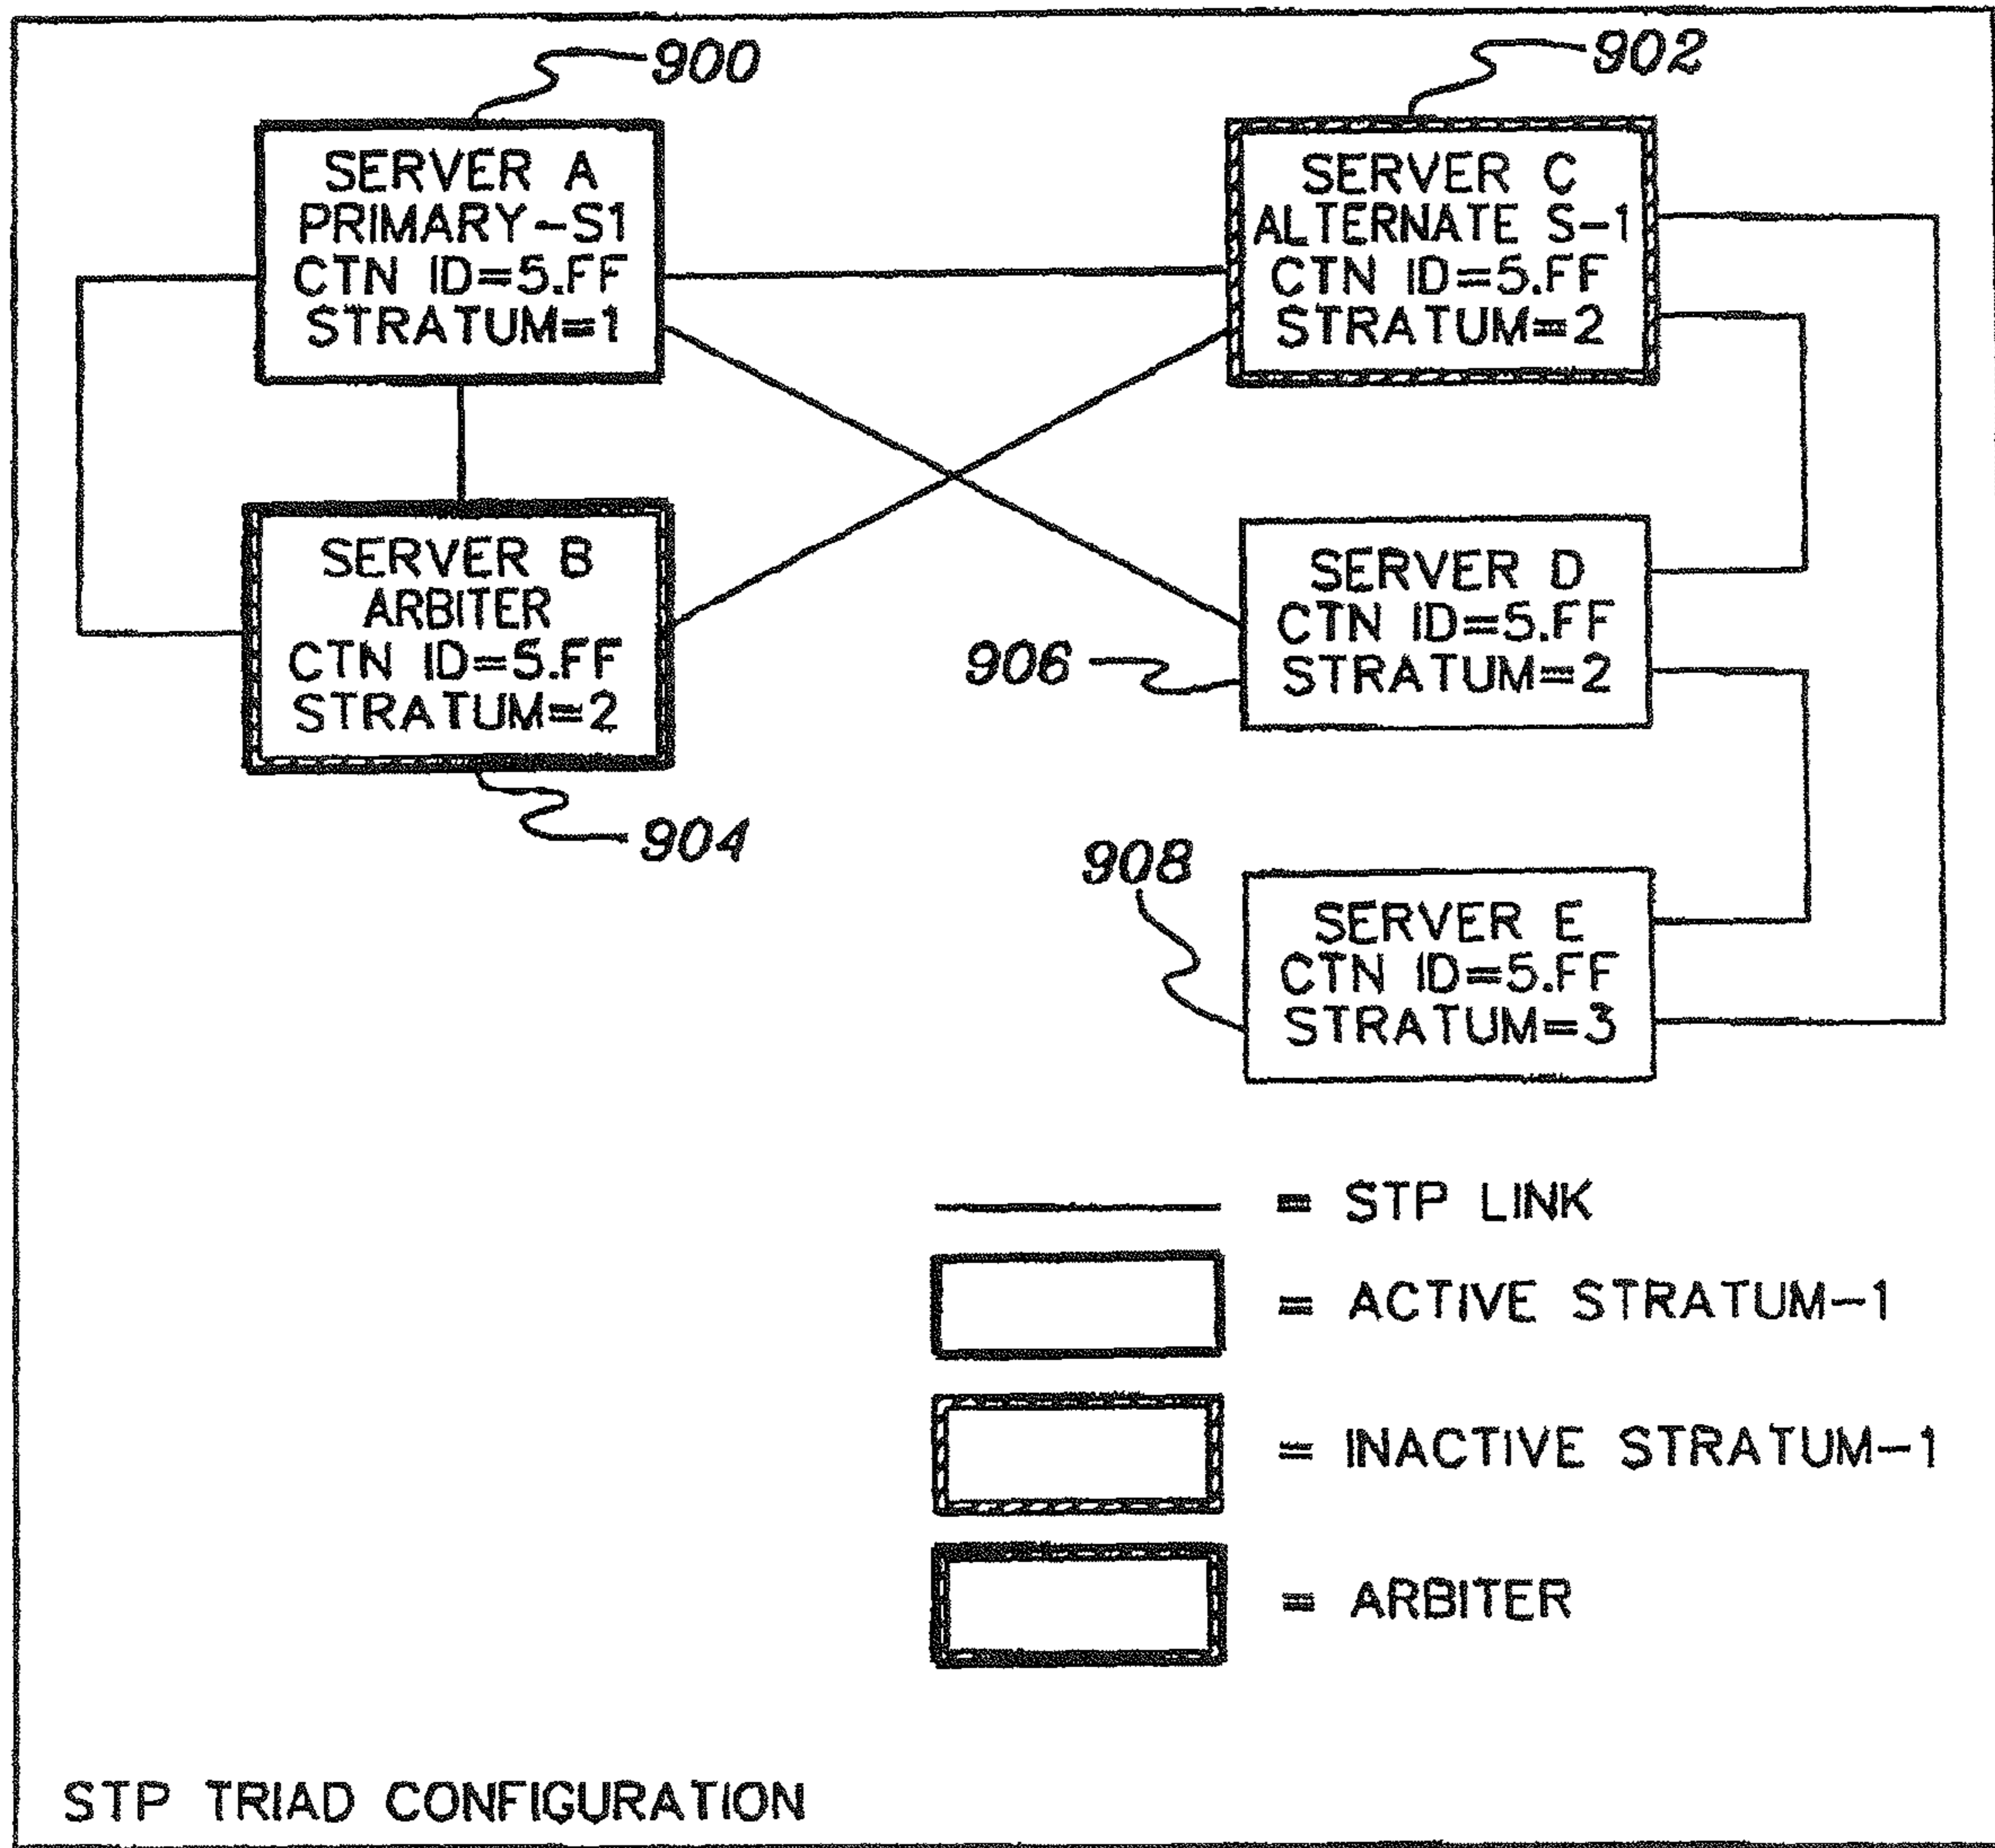 900
902
SERVER A
PRIMARY-S1
CTN ID=5.FF
STRATUM=1
SERVER C
ALTERNATE S-1
CTN ID=5.FF
STRATUM=2
SERVER B
ARBITER
CTN ID=5.FF
STRATUM=2
904
SERVER D
CTN ID=5.FF
STRATUM=2
906
908
SERVER E
CTN ID=5.FF
STRATUM=3
= STP LINK
= ACTIVE STRATUM-1
= INACTIVE STRATUM-1
= ARBITER
STP TRIAD CONFIGURATION